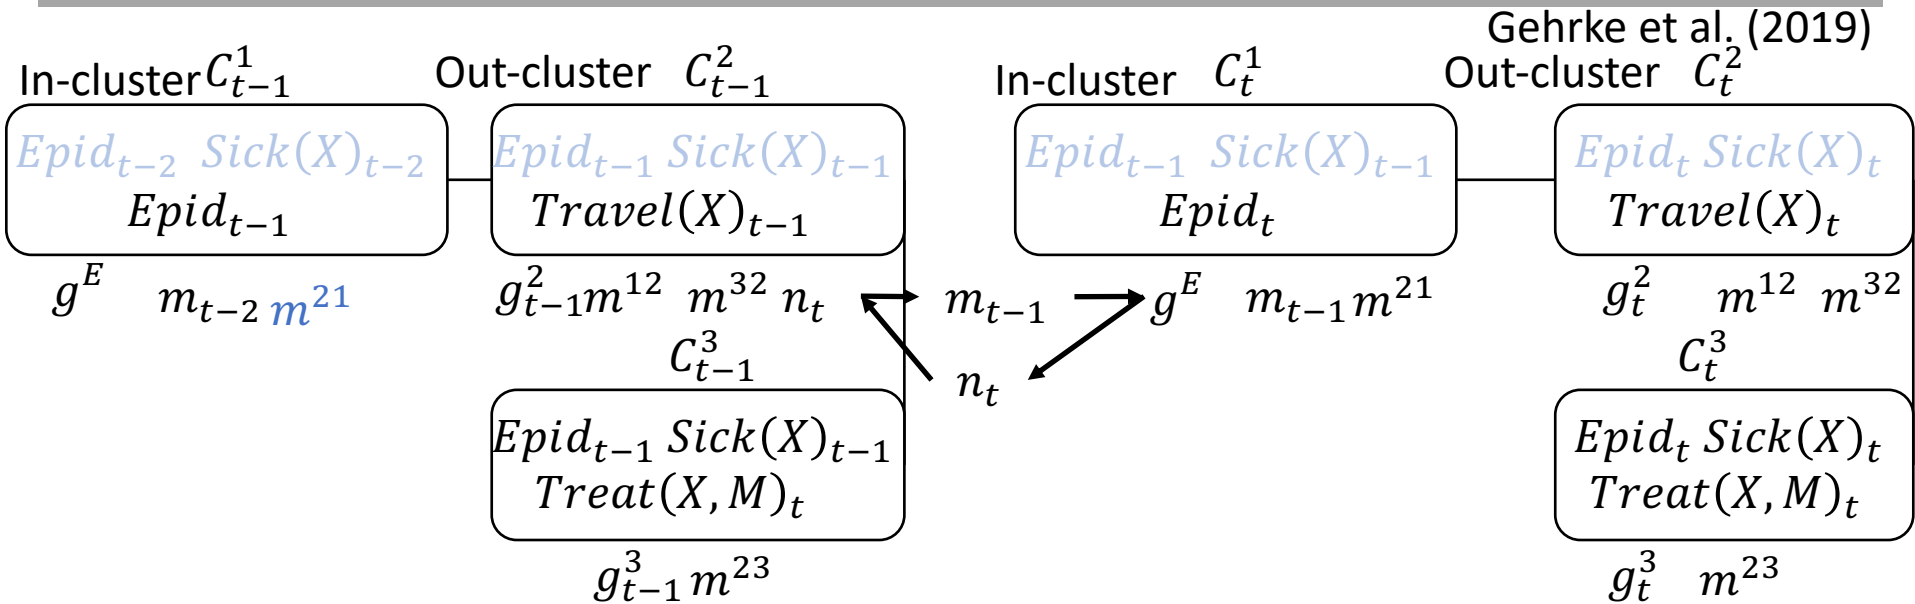 Gehrke et al. (2019)
In-cluster C^1_{t−1} Out-cluster C^2_{t−1} In-cluster C^1_t Out-cluster C^2_t
Epid_{t−2} Sick(X)_{t−2} Epid_{t−1} Sick(X)_{t−1} Epid_{t−1} Sick(X)_{t−1} Epid_t Sick(X)_t
Epid_{t−1} Travel(X)_{t−1} Epid_t Travel(X)_t
g^E m_{t−2} m^{21} g^2_{t−1} m^{12} m^{32} n_t m_{t−1} g^E m_{t−1} m^{21} g^2_t m^{12} m^{32}
C^3_{t−1} n_t C^3_t
Epid_{t−1} Sick(X)_{t−1} Epid_t Sick(X)_t
Treat(X, M)_t Treat(X, M)_t
g^3_{t−1} m^{23} g^3_t m^{23}